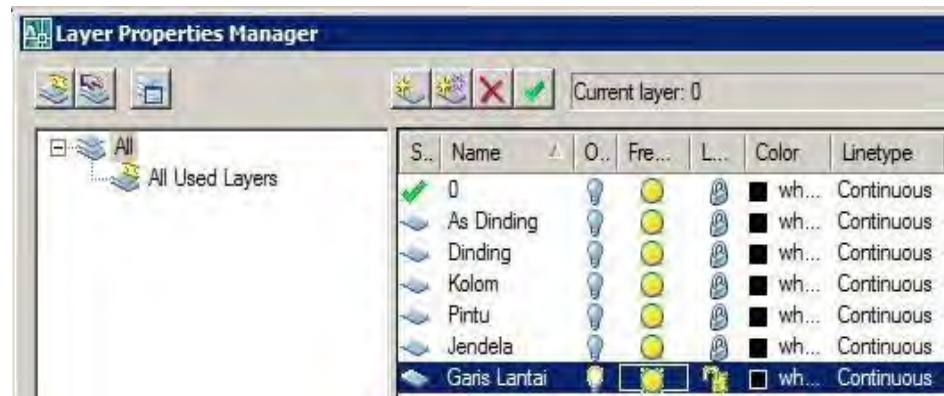 Layer Properties Manager
Current layer: 0
All
All Used Layers
S.. Name O.. Fre... L... Color Linetype
0 wh... Continuous
As Dinding wh... Continuous
Dinding wh... Continuous
Kolom wh... Continuous
Pintu wh... Continuous
Jendela wh... Continuous
Garis Lantai wh... Continuous